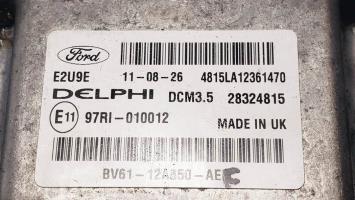 Ford
E2U9E 11-08-26 4815LA12361470
DELPHI DCM3.5 28324815
E11 97RI-010012 MADE IN UK
BV61-12A650-AE